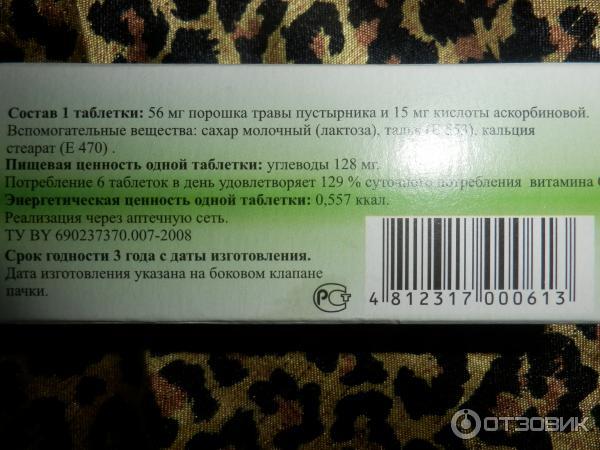 Состав 1 таблетки: 56 мг порошка травы пустырника и 15 мг кислоты аскорбиновой.
Вспомогательные вещества: сахар молочный (лактоза), тальк (Е 553), кальция
стеарат (Е 470) .
Пищевая ценность одной таблетки: углеводы 128 мг.
Потребление 6 таблеток в день удовлетворяет 129 % суточного потребления витамина
Энергетическая ценность одной таблетки: 0,557 ккал.
Реализация через аптечную сеть.
ТУ BY 690237370.007-2008
Срок годности 3 года с даты изготовления.
Дата изготовления указана на боковом клапане
пачки.
РСТ
4 812317 000613
ОТЗОВИК